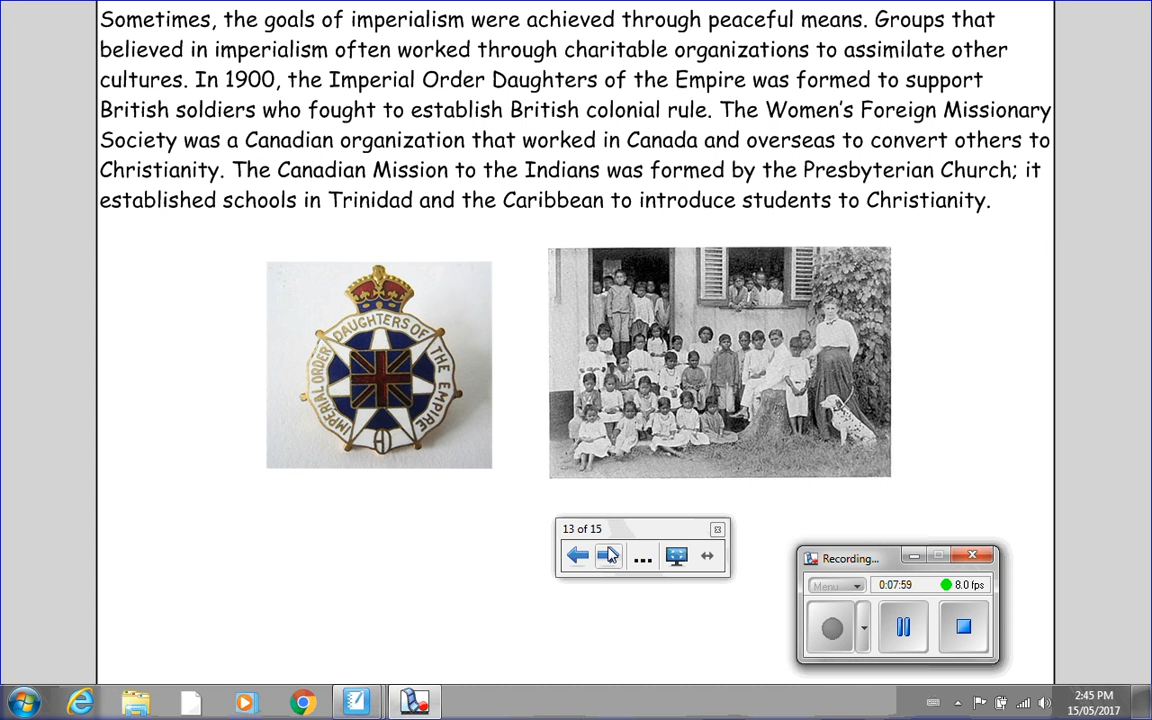 Sometimes, the goals of imperialism were achieved through peaceful means. Groups that
believed in imperialism often worked through charitable organizations to assimilate other
cultures. In 1900, the Imperial Order Daughters of the Empire was formed to support
British soldiers who fought to establish British colonial rule. The Women's Foreign Missionary
Society was a Canadian organization that worked in Canada and overseas to convert others to
Christianity. The Canadian Mission to the Indians was formed by the Presbyterian Church; it
established schools in Trinidad and the Caribbean to introduce students to Christianity.
IMPERIAL ORDER DAUGHTERS OF THE EMPIRE
13 of 15
...
Recording...
Menu
0:07:59
8.0 fps
2:45 PM
15/05/2017